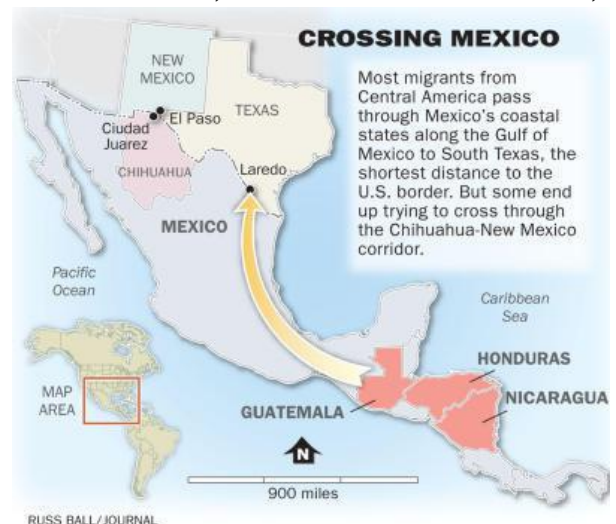 CROSSING MEXICO
Most migrants from
Central America pass
through Mexico's coastal
states along the Gulf of
Mexico to South Texas, the
shortest distance to the
U.S. border. But some end
up trying to cross through
the Chihuahua-New Mexico
corridor.
NEW
MEXICO
TEXAS
El Paso
Ciudad
Juarez
CHIHUAHUA
Laredo
MEXICO
Pacific
Ocean
Caribbean
Sea
HONDURAS
NICARAGUA
GUATEMALA
MAP
AREA
N
900 miles
RUSS BALL/JOURNAL